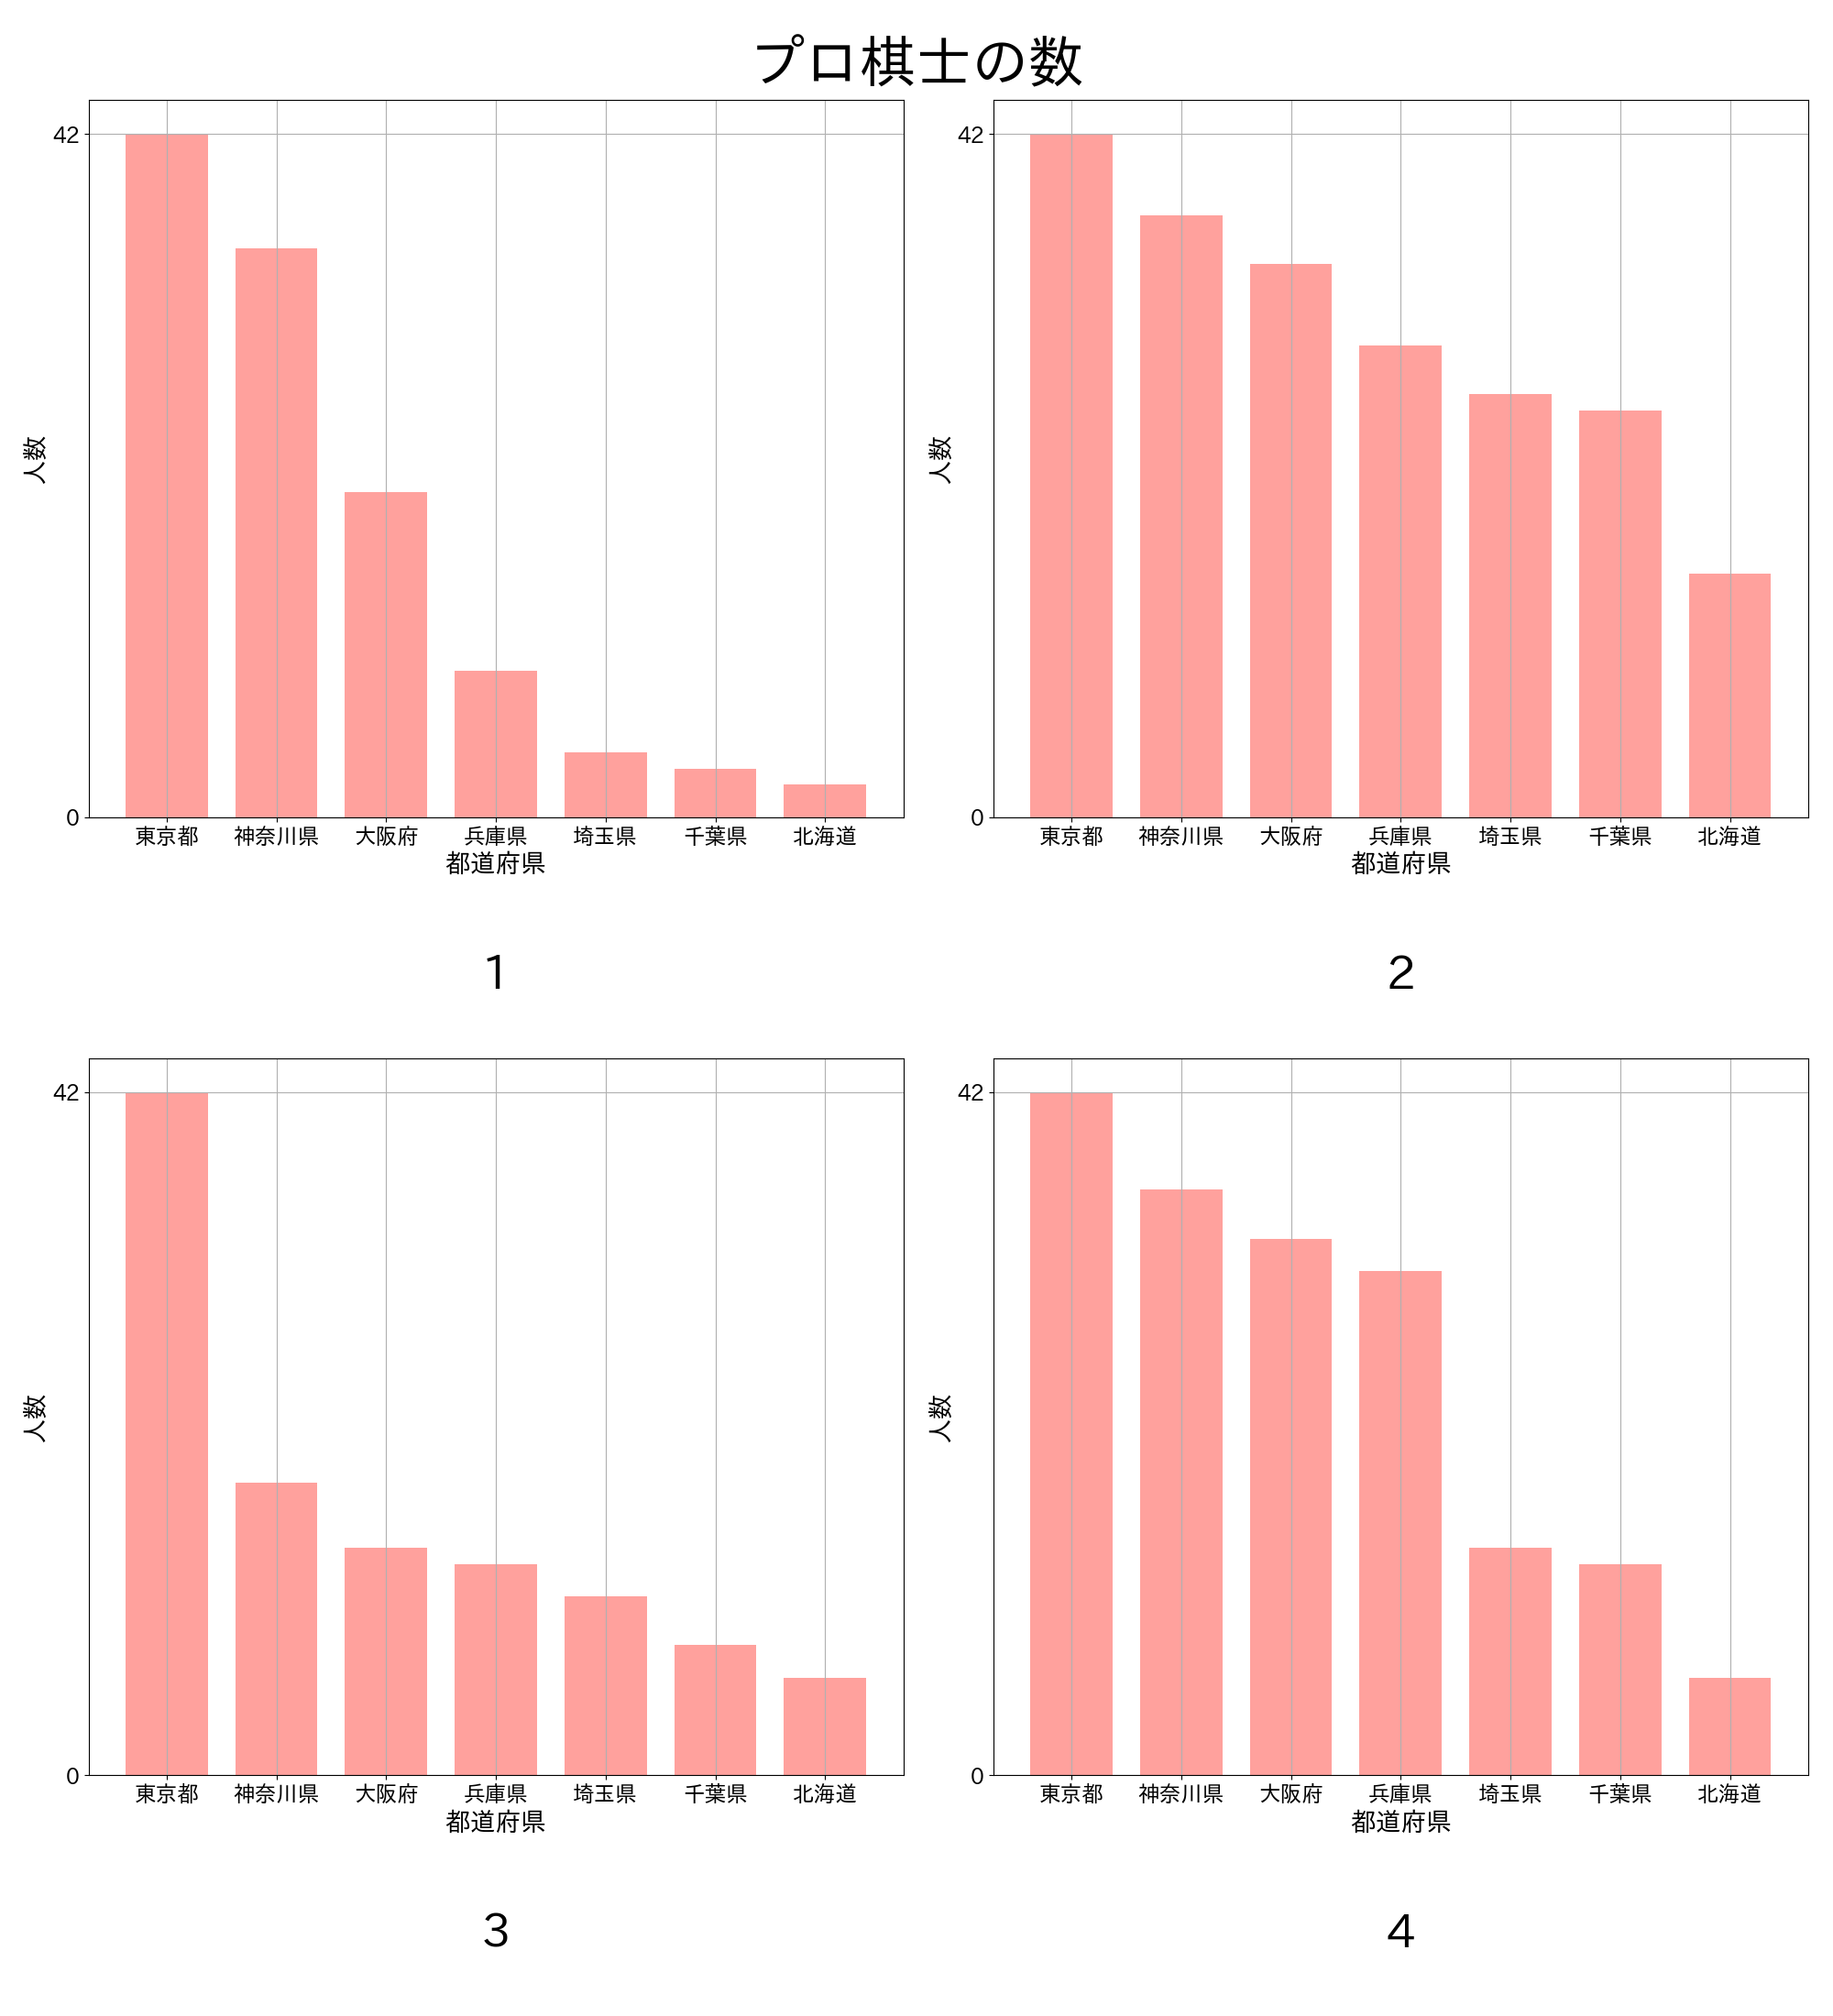 プロ棋士の数
42
0
人数
東京都 神奈川県 大阪府 兵庫県 埼玉県 千葉県 北海道
都道府県
1
42
0
人数
東京都 神奈川県 大阪府 兵庫県 埼玉県 千葉県 北海道
都道府県
2
42
0
人数
東京都 神奈川県 大阪府 兵庫県 埼玉県 千葉県 北海道
都道府県
3
42
0
人数
東京都 神奈川県 大阪府 兵庫県 埼玉県 千葉県 北海道
都道府県
4